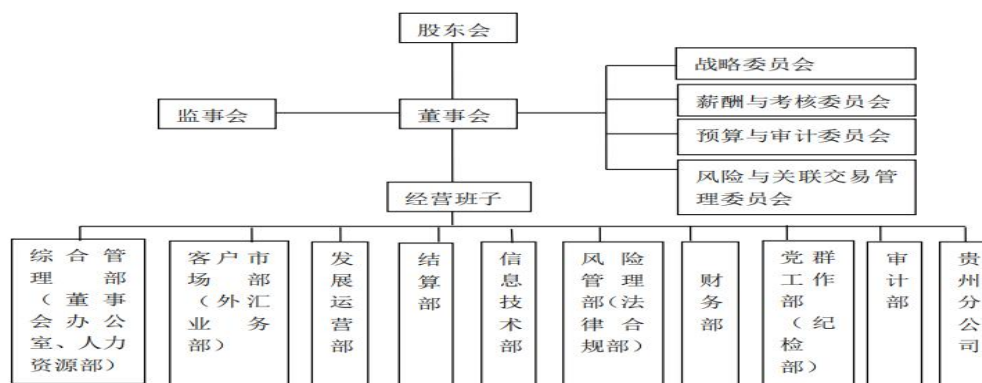 股东会
战略委员会
监事会
董事会
薪酬与考核委员会
预算与审计委员会
风险与关联交易管
理委员会
经营班子
综合管
理部
（董事
会办公
室、人力
资源部）
客户市
场部
（外汇
业务
部）
发
展
运
营
部
结
算
部
信
息
技
术
部
风险
管理
部（法
律合
规部）
财
务
部
党群
工作
部
（纪
检
部）
审
计
部
贵
州
分
公
司